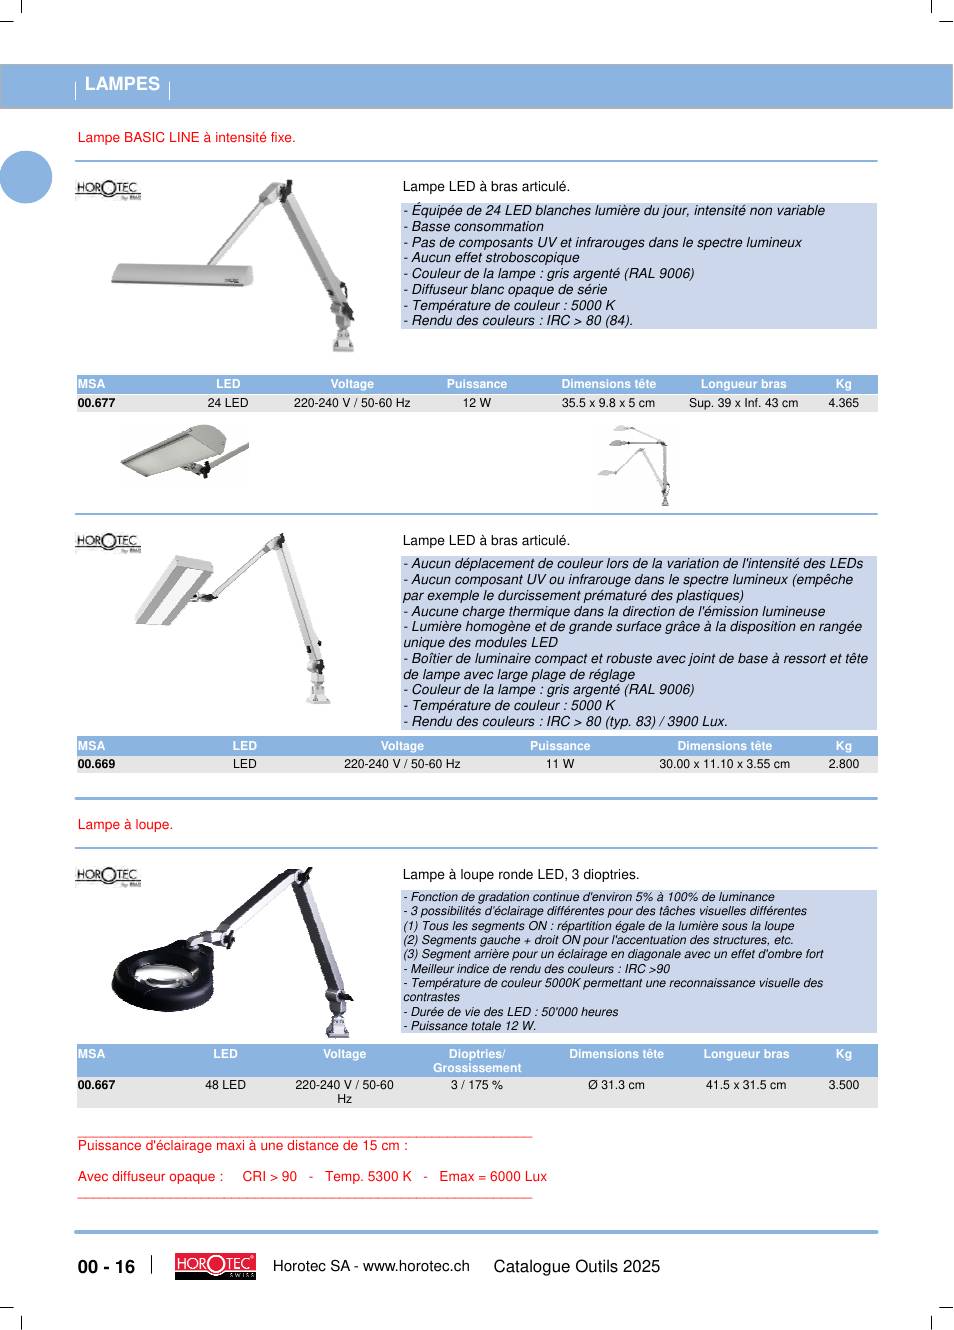 LAMPES
Lampe BASIC LINE à intensité fixe.
HOROTEC
Lampe LED à bras articulé.
- Équipée de 24 LED blanches lumière du jour, intensité non variable
- Basse consommation
- Pas de composants UV et infrarouges dans le spectre lumineux
- Aucun effet stroboscopique
- Couleur de la lampe : gris argenté (RAL 9006)
- Diffuseur blanc opaque de série
- Température de couleur : 5000 K
- Rendu des couleurs : IRC > 80 (84).
MSA LED Voltage Puissance Dimensions tête Longueur bras Kg
00.677 24 LED 220-240 V / 50-60 Hz 12 W 35.5 x 9.8 x 5 cm Sup. 39 x Inf. 43 cm 4.365
HOROTEC
Lampe LED à bras articulé.
- Aucun déplacement de couleur lors de la variation de l'intensité des LEDs
- Aucun composant UV ou infrarouge dans le spectre lumineux (empêche
par exemple le durcissement prématuré des plastiques)
- Aucune charge thermique dans la direction de l'émission lumineuse
- Lumière homogène et de grande surface grâce à la disposition en rangée
unique des modules LED
- Boîtier de luminaire compact et robuste avec joint de base à ressort et tête
de lampe avec large plage de réglage
- Couleur de la lampe : gris argenté (RAL 9006)
- Température de couleur : 5000 K
- Rendu des couleurs : IRC > 80 (typ. 83) / 3900 Lux.
MSA LED Voltage Puissance Dimensions tête Kg
00.669 LED 220-240 V / 50-60 Hz 11 W 30.00 x 11.10 x 3.55 cm 2.800
Lampe à loupe.
HOROTEC
Lampe à loupe ronde LED, 3 dioptries.
- Fonction de gradation continue d'environ 5% à 100% de luminance
- 3 possibilités d'éclairage différentes pour des tâches visuelles différentes
(1) Tous les segments ON : répartition égale de la lumière sous la loupe
(2) Segments gauche + droit ON pour l'accentuation des structures, etc.
(3) Segment arrière pour un éclairage en diagonale avec un effet d'ombre fort
- Meilleur indice de rendu des couleurs : IRC >90
- Température de couleur 5000K permettant une reconnaissance visuelle des
contrastes
- Durée de vie des LED : 50'000 heures
- Puissance totale 12 W.
MSA LED Voltage Dioptries/ Dimensions tête Longueur bras Kg
Grossissement
00.667 48 LED 220-240 V / 50-60 3 / 175 % Ø 31.3 cm 41.5 x 31.5 cm 3.500
Hz
Puissance d'éclairage maxi à une distance de 15 cm :
Avec diffuseur opaque : CRI > 90 - Temp. 5300 K - Emax = 6000 Lux
00 - 16 HOROTEC® SWISS Horotec SA - www.horotec.ch Catalogue Outils 2025